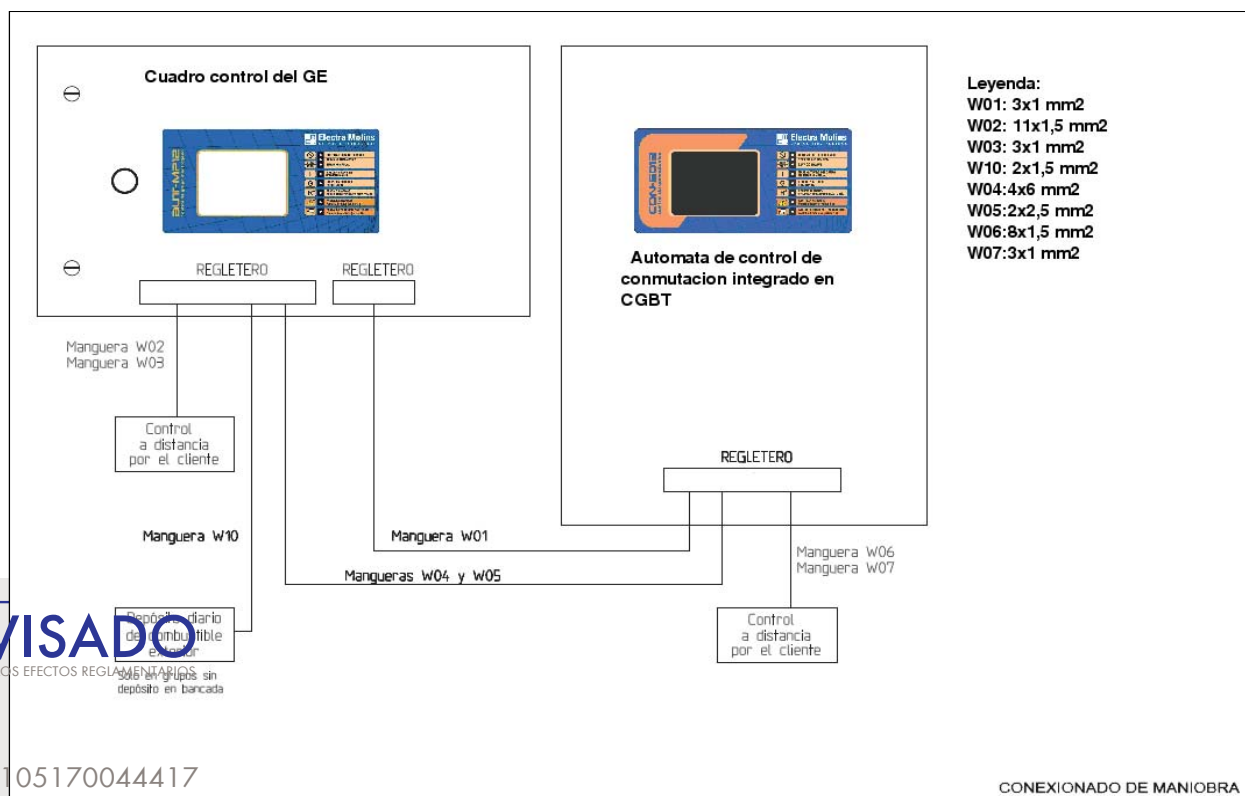 Cuadro control del GE
AUT-MP12
Electra Molins
REGLETERO
REGLETERO
Manguera W02
Manguera W03
Control
a distancia
por el cliente
Manguera W10
Manguera W01
Mangueras W04 y W05
Depósito diario
de combustible
exterior
Sólo en grupos sin
depósito en bancada
Electra Molins
Automata de control de
conmutacion integrado en
CGBT
REGLETERO
Manguera W06
Manguera W07
Control
a distancia
por el cliente
Leyenda:
W01: 3x1 mm2
W02: 11x1,5 mm2
W03: 3x1 mm2
W10: 2x1,5 mm2
W04:4x6 mm2
W05:2x2,5 mm2
W06:8x1,5 mm2
W07:3x1 mm2
VISADO
OS EFECTOS REGLAMENTARIOS
105170044417
CONEXIONADO DE MANIOBRA